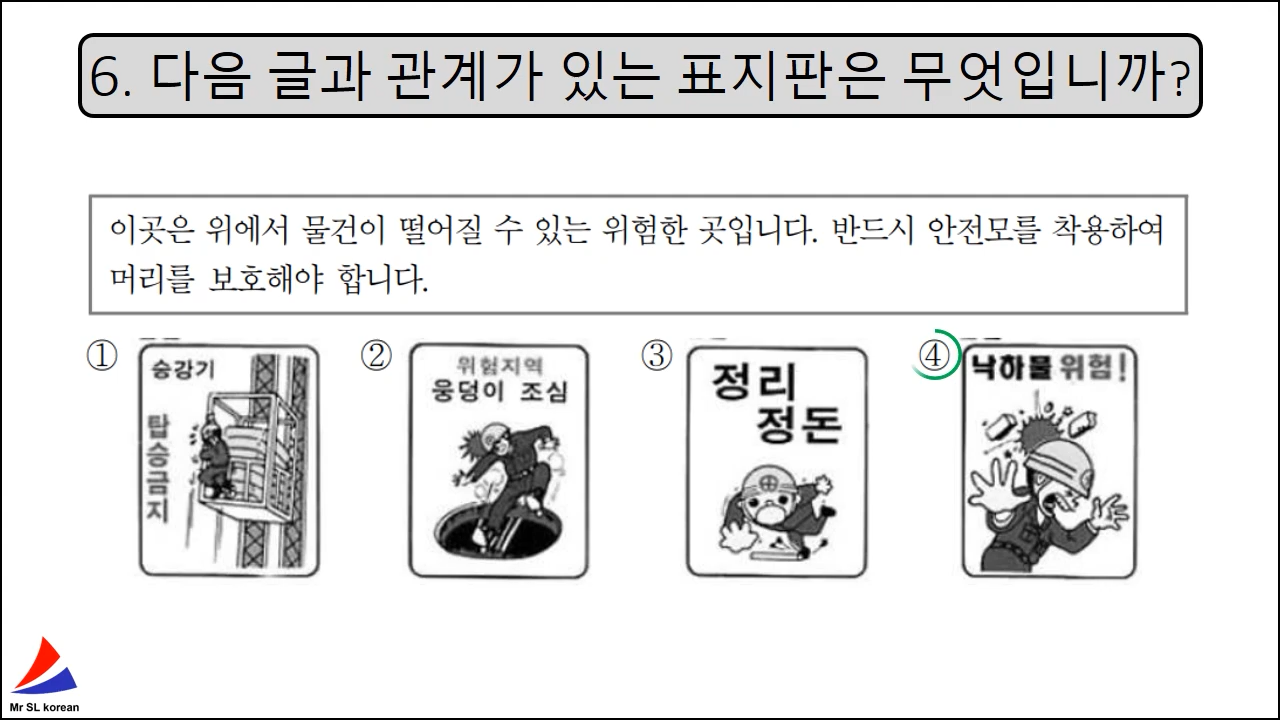 6. 다음 글과 관계가 있는 표지판은 무엇입니까?
이곳은 위에서 물건이 떨어질 수 있는 위험한 곳입니다. 반드시 안전모를 착용하여
머리를 보호해야 합니다.
①
승강기
탑승금지
②
위험지역
웅덩이 조심
③
정리
정돈
④
낙하물 위험!
Mr SL korean